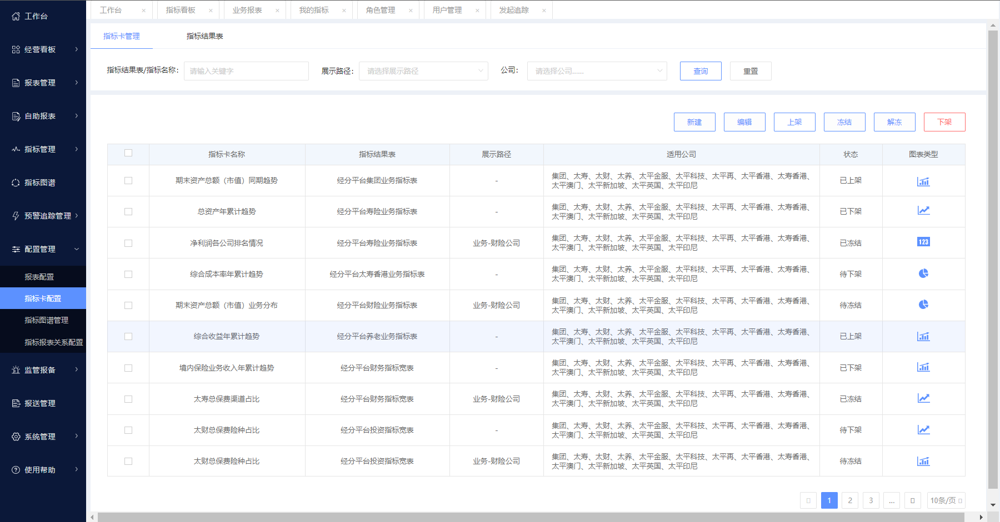 工作台
经营看板
报表管理
自助报表
指标管理
指标图谱
预警追踪管理
配置管理
报表配置
指标卡配置
指标图谱管理
指标报表关系配置
监管报备
报送管理
系统管理
使用帮助
工作台 × 指标看板 × 业务报表 × 我的指标 × 角色管理 × 用户管理 × 发起追踪 ×
指标卡管理 指标结果表
指标结果表/指标名称： 请输入关键字 展示路径： 请选择展示路径 公司： 请选择公司...... 查询 重置
新建 编辑 上架 冻结 解冻 下架
指标卡名称 指标结果表 展示路径 适用公司 状态 图表类型
期末资产总额（市值）同期趋势 经分平台集团业务指标表 - 集团、太寿、太财、太养、太平金服、太平科技、太平再、太平香港、太寿香港、 已上架
太平澳门、太平新加坡、太平英国、太平印尼
总资产年累计趋势 经分平台寿险业务指标表 - 集团、太寿、太财、太养、太平金服、太平科技、太平再、太平香港、太寿香港、 已下架
太平澳门、太平新加坡、太平英国、太平印尼
净利润各公司排名情况 经分平台寿险业务指标表 业务-财险公司 集团、太寿、太财、太养、太平金服、太平科技、太平再、太平香港、太寿香港、 已冻结 123
太平澳门、太平新加坡、太平英国、太平印尼
综合成本率年累计趋势 经分平台太寿香港业务指标表 - 集团、太寿、太财、太养、太平金服、太平科技、太平再、太平香港、太寿香港、 待下架
太平澳门、太平新加坡、太平英国、太平印尼
期末资产总额（市值）业务分布 经分平台财险业务指标表 业务-财险公司 集团、太寿、太财、太养、太平金服、太平科技、太平再、太平香港、太寿香港、 待冻结
太平澳门、太平新加坡、太平英国、太平印尼
综合收益年累计趋势 经分平台养老业务指标表 - 集团、太寿、太财、太养、太平金服、太平科技、太平再、太平香港、太寿香港、 已上架
太平澳门、太平新加坡、太平英国、太平印尼
境内保险业务收入年累计趋势 经分平台财务指标宽表 - 集团、太寿、太财、太养、太平金服、太平科技、太平再、太平香港、太寿香港、 已下架
太平澳门、太平新加坡、太平英国、太平印尼
太寿总保费渠道占比 经分平台财务指标宽表 业务-财险公司 集团、太寿、太财、太养、太平金服、太平科技、太平再、太平香港、太寿香港、 已冻结
太平澳门、太平新加坡、太平英国、太平印尼
太财总保费险种占比 经分平台投资指标宽表 - 集团、太寿、太财、太养、太平金服、太平科技、太平再、太平香港、太寿香港、 待下架
太平澳门、太平新加坡、太平英国、太平印尼
太财总保费险种占比 经分平台投资指标宽表 业务-财险公司 集团、太寿、太财、太养、太平金服、太平科技、太平再、太平香港、太寿香港、 待冻结
太平澳门、太平新加坡、太平英国、太平印尼
1 2 3 ... 10条/页